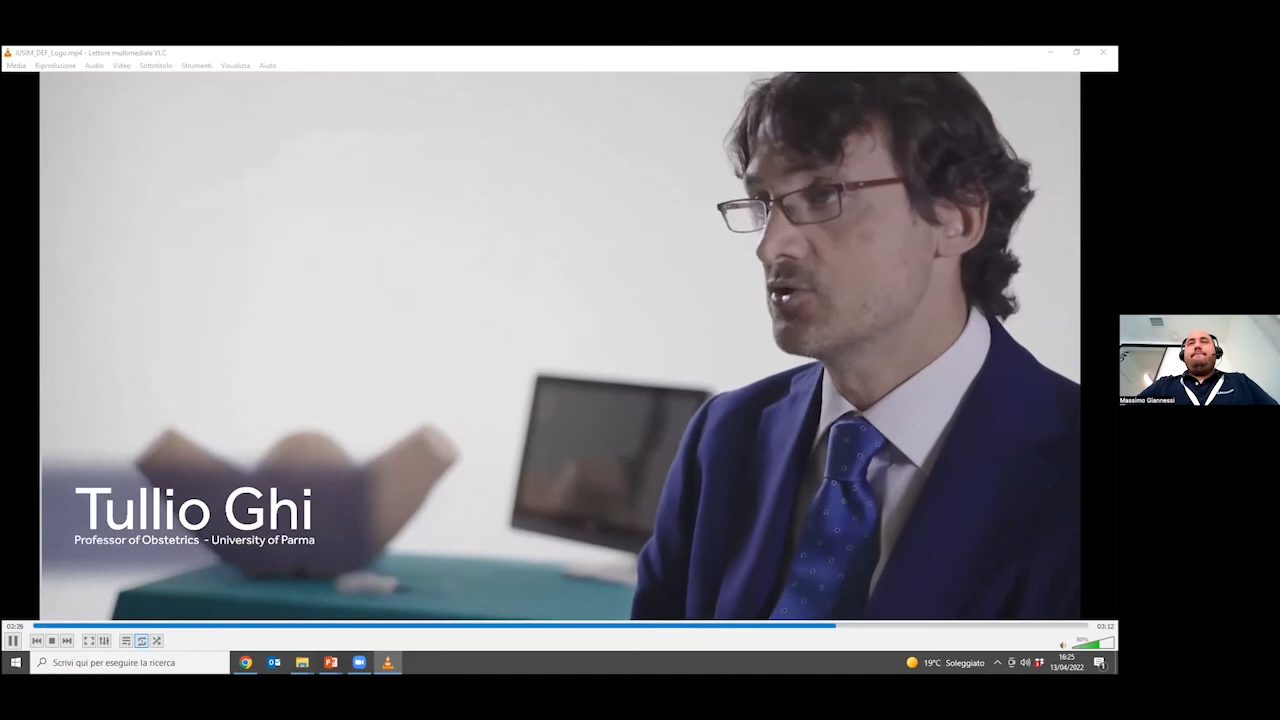 IUSIM_DEF_Logo.mp4 - Lettore multimediale VLC
Media Riproduzione Audio Video Sottotitolo Strumenti Visualizza Aiuto
Tullio Ghi
Professor of Obstetrics - University of Parma
Massimo Giannessi
02:26
03:12
80%
Scrivi qui per eseguire la ricerca
19°C Soleggiato
16:25
13/04/2022